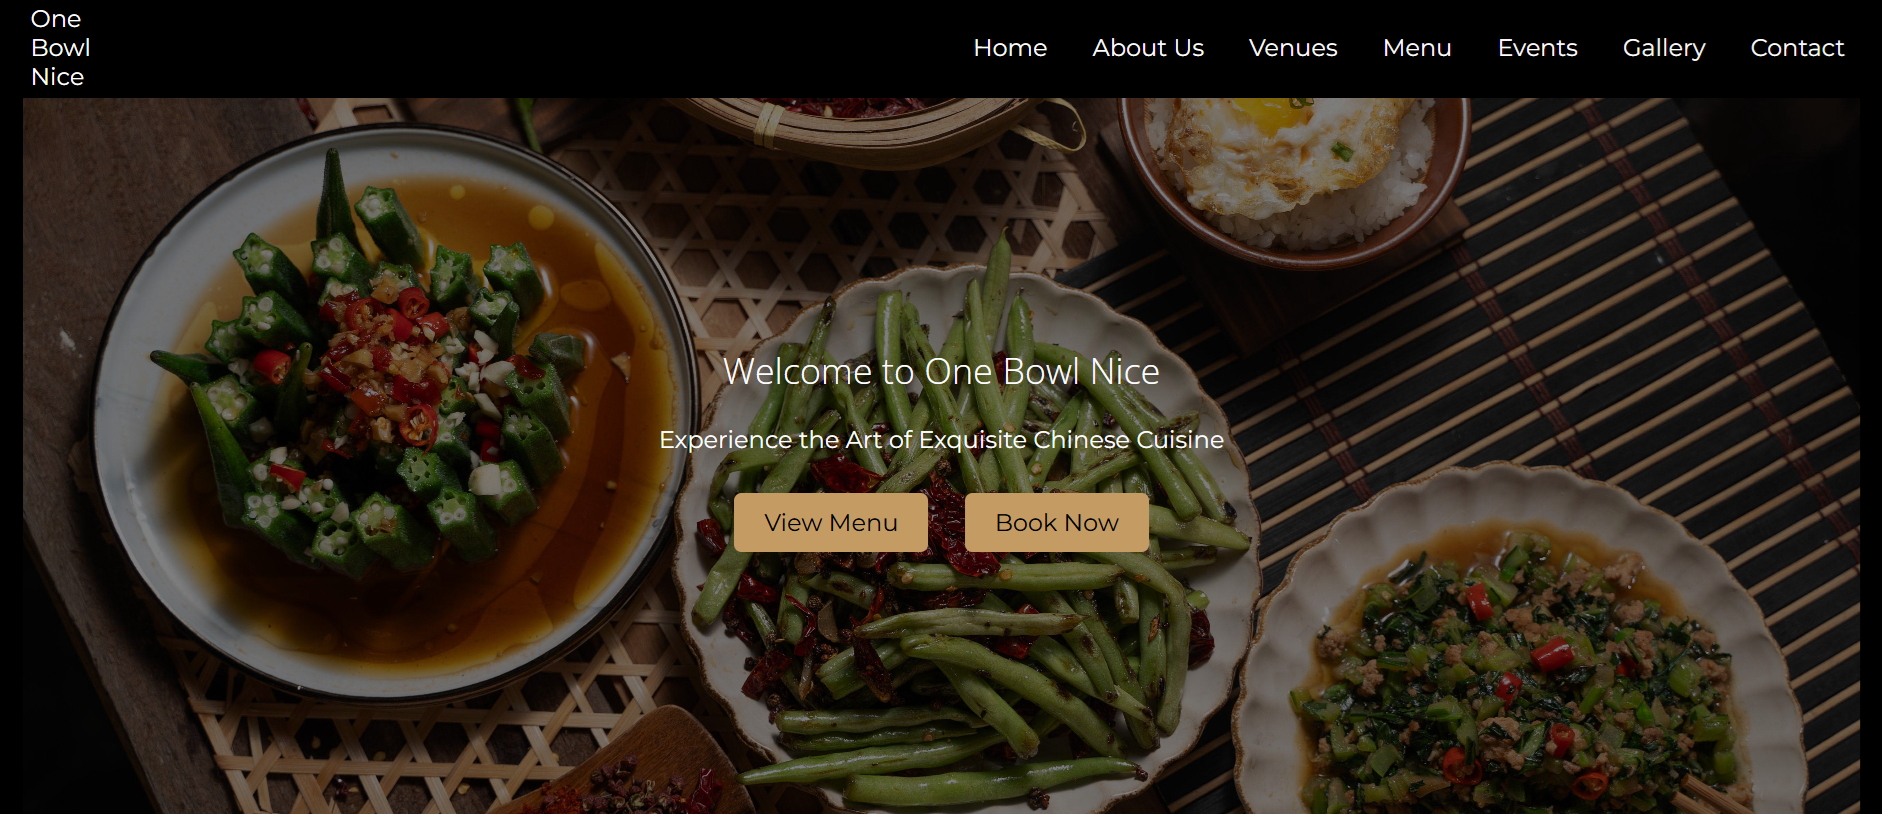 One
Bowl
Nice
Home About Us Venues Menu Events Gallery Contact
Welcome to One Bowl Nice
Experience the Art of Exquisite Chinese Cuisine
View Menu Book Now